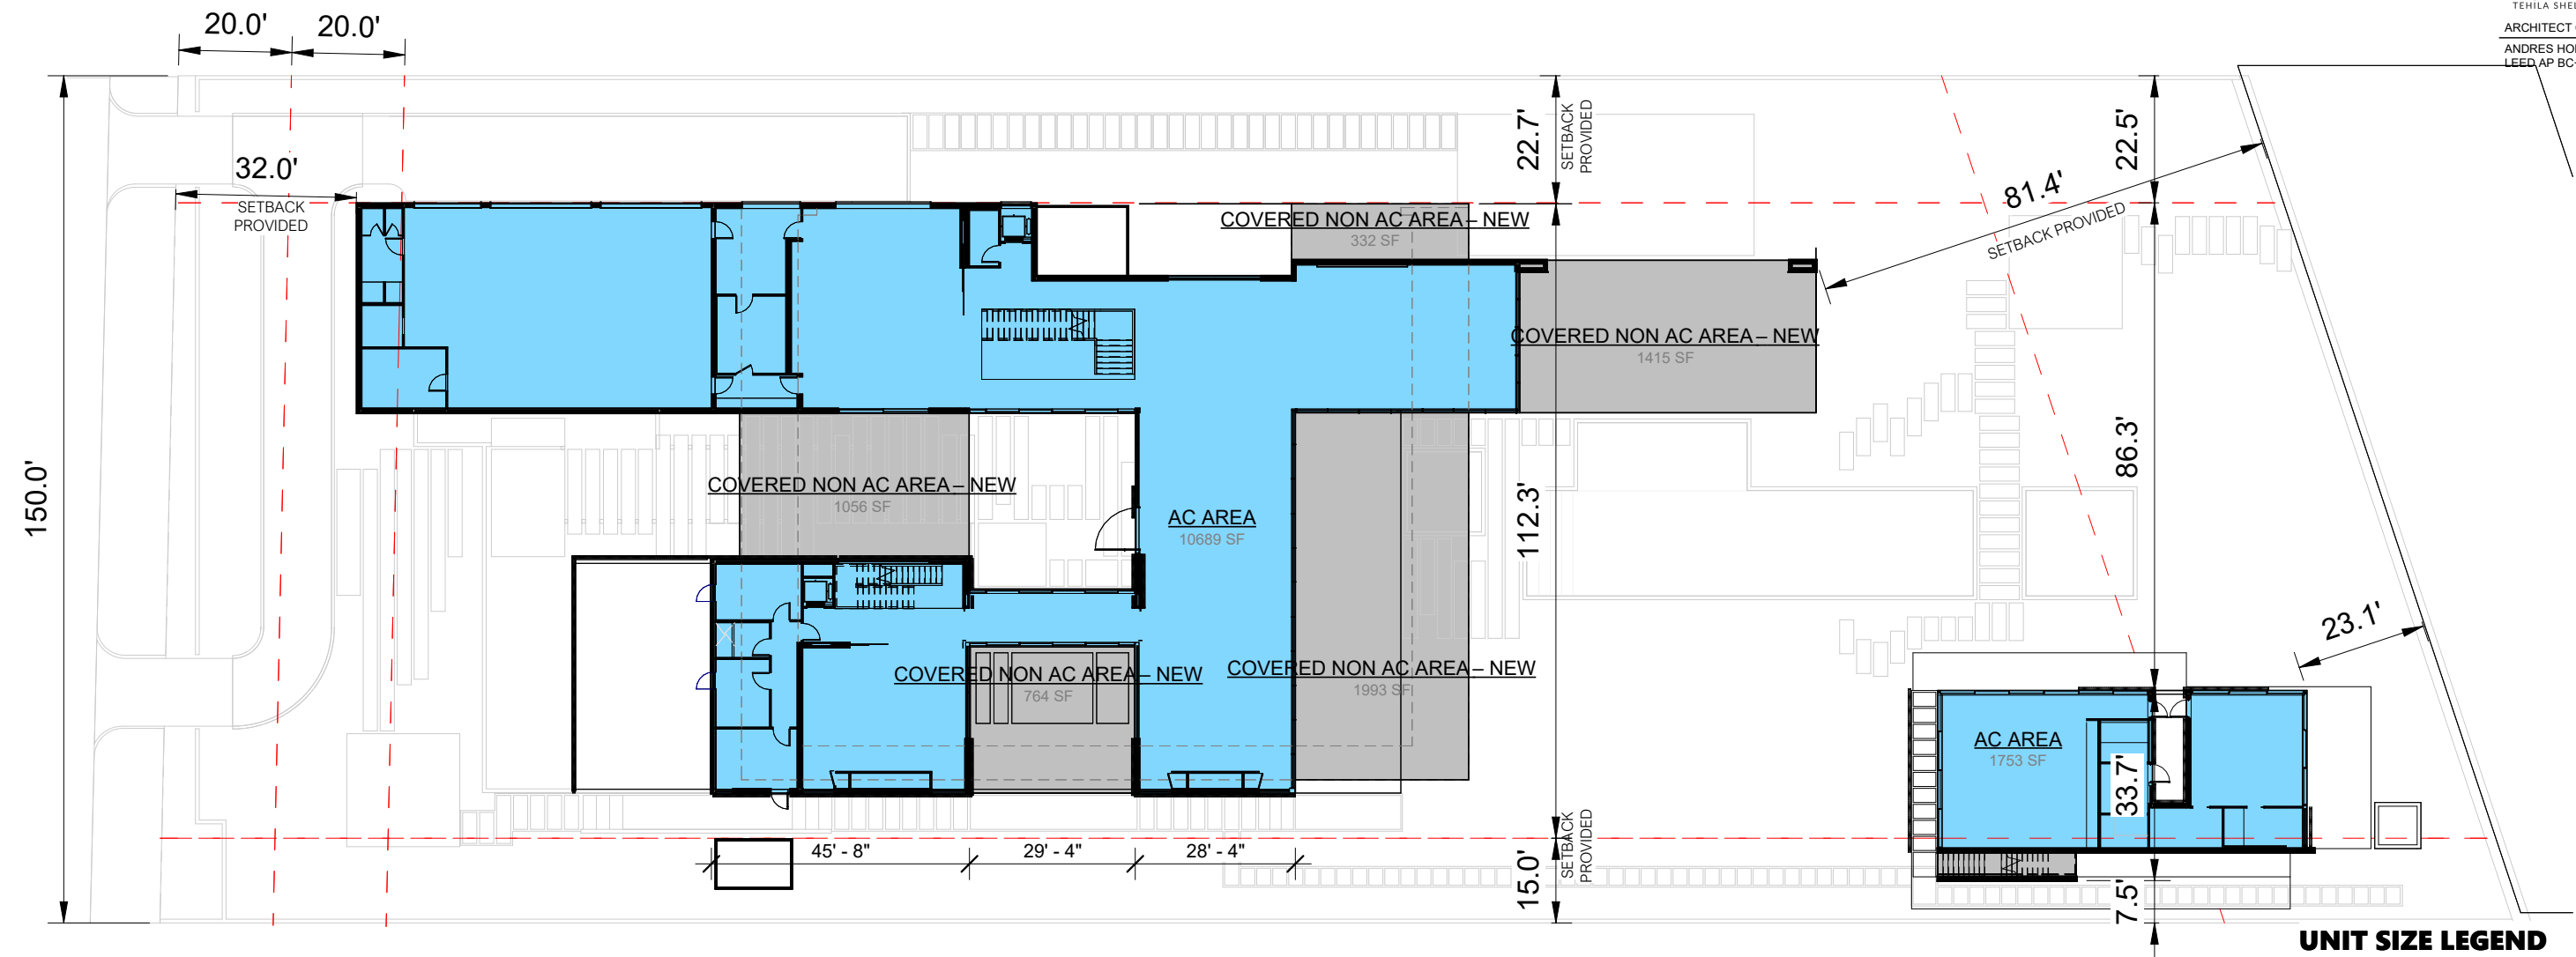 TEHILA
ARCHITECT
ANDRES
LEED AP
20.0'
20.0'
22.7'
SETBACK
PROVIDED
22.5'
32.0'
SETBACK
PROVIDED
81.4'
SETBACK PROVIDED
COVERED NON AC AREA – NEW
332 SF
COVERED NON AC AREA – NEW
1415 SF
150.0'
COVERED NON AC AREA – NEW
1056 SF
AC AREA
10689 SF
112.3'
86.3'
23.1'
COVERED NON AC AREA – NEW
764 SF
COVERED NON AC AREA – NEW
1993 SF
AC AREA
1753 SF
33.7'
45' - 8"
29' - 4"
28' - 4"
15.0'
SETBACK
PROVIDED
7.5'
UNIT SIZE LEGEND